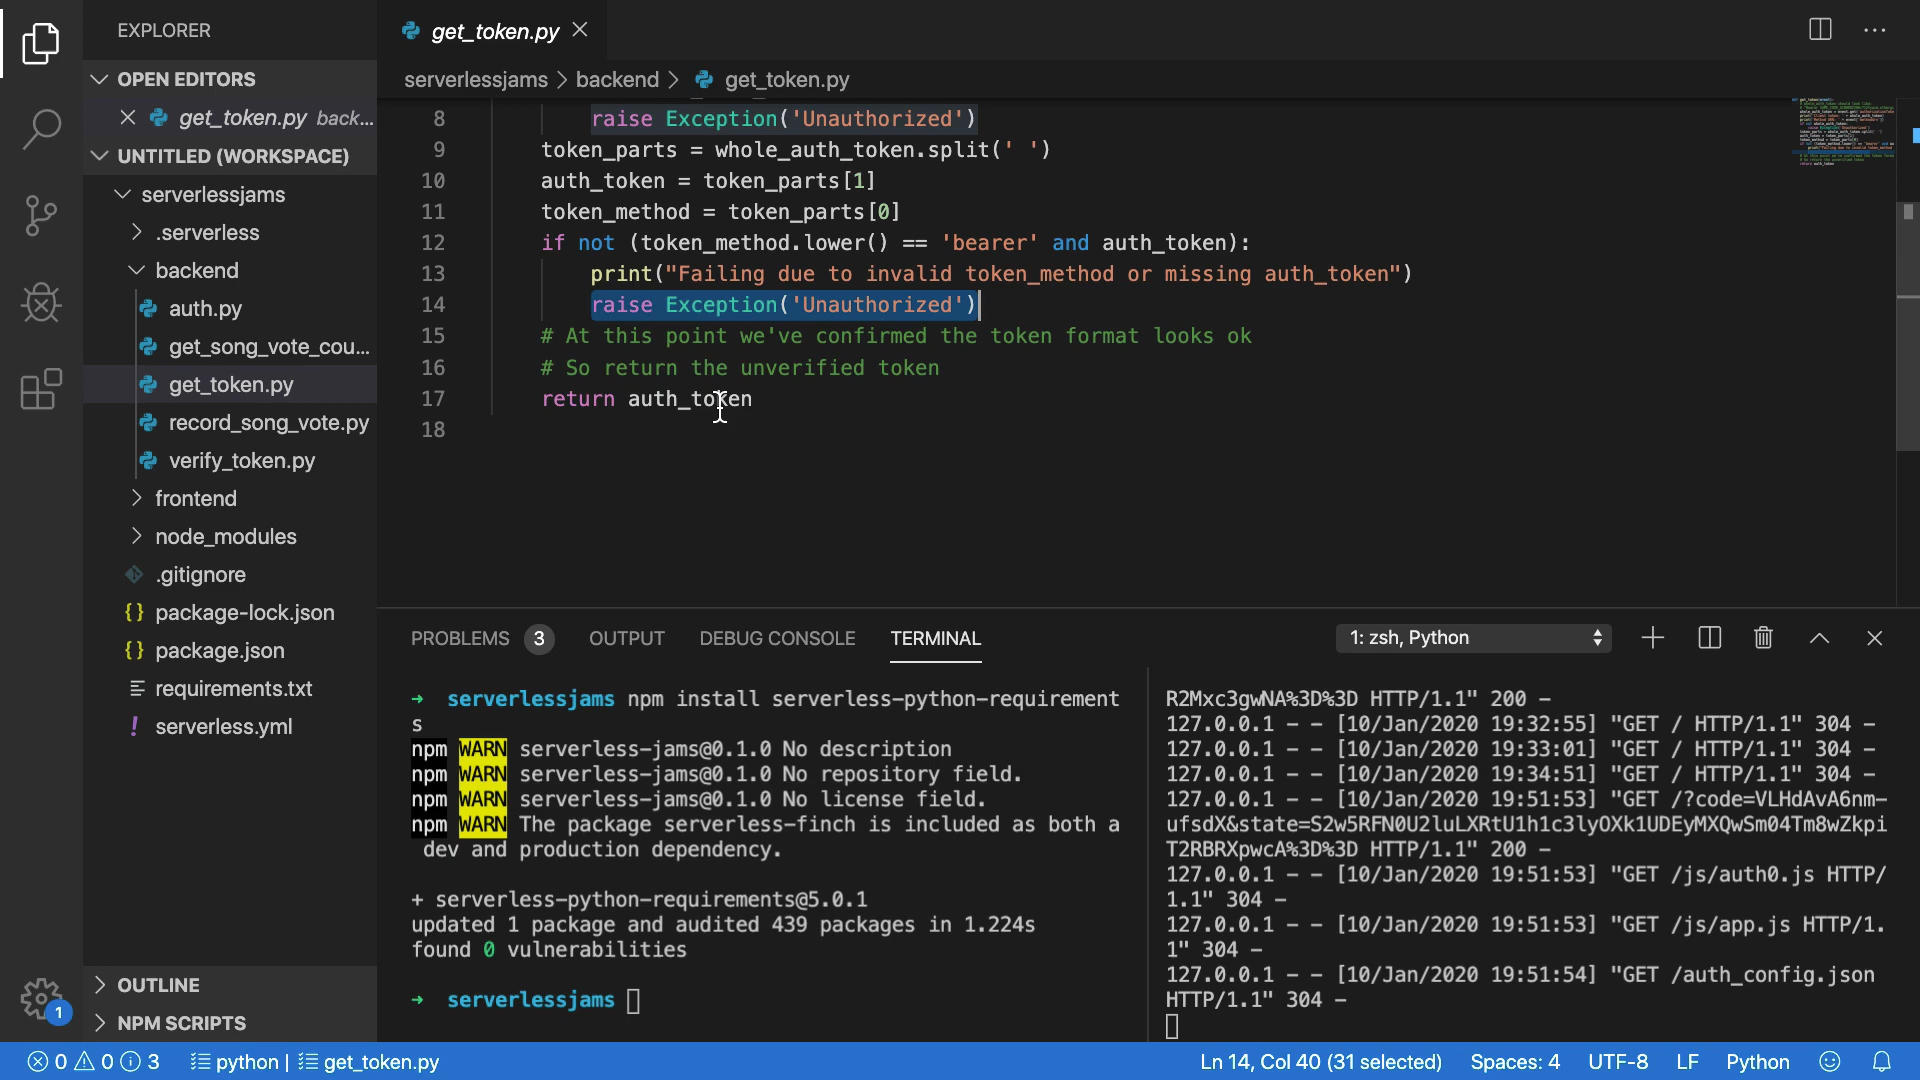 EXPLORER
OPEN EDITORS
get_token.py back...
UNTITLED (WORKSPACE)
serverlessjams
.serverless
backend
auth.py
get_song_vote_cou...
get_token.py
record_song_vote.py
verify_token.py
frontend
node_modules
.gitignore
package-lock.json
package.json
requirements.txt
serverless.yml
OUTLINE
NPM SCRIPTS
1
get_token.py
serverlessjams > backend > get_token.py
8 raise Exception('Unauthorized')
9 token_parts = whole_auth_token.split(' ')
10 auth_token = token_parts[1]
11 token_method = token_parts[0]
12 if not (token_method.lower() == 'bearer' and auth_token):
13 print("Failing due to invalid token_method or missing auth_token")
14 raise Exception('Unauthorized')
15 # At this point we've confirmed the token format looks ok
16 # So return the unverified token
17 return auth_token
18
PROBLEMS 3 OUTPUT DEBUG CONSOLE TERMINAL 1: zsh, Python
→ serverlessjams npm install serverless-python-requirement
s
npm WARN serverless-jams@0.1.0 No description
npm WARN serverless-jams@0.1.0 No repository field.
npm WARN serverless-jams@0.1.0 No license field.
npm WARN The package serverless-finch is included as both a
dev and production dependency.
+ serverless-python-requirements@5.0.1
updated 1 package and audited 439 packages in 1.224s
found 0 vulnerabilities
→ serverlessjams
R2Mxc3gwNA%3D%3D HTTP/1.1" 200 -
127.0.0.1 - - [10/Jan/2020 19:32:55] "GET / HTTP/1.1" 304 -
127.0.0.1 - - [10/Jan/2020 19:33:01] "GET / HTTP/1.1" 304 -
127.0.0.1 - - [10/Jan/2020 19:34:51] "GET / HTTP/1.1" 304 -
127.0.0.1 - - [10/Jan/2020 19:51:53] "GET /?code=VLHdAvA6nm-
ufsdX&state=S2w5RFN0U2luLXRtU1h1c3lyOXk1UDEyMXQwSm04Tm8wZkpi
T2RBRXpwcA%3D%3D HTTP/1.1" 200 -
127.0.0.1 - - [10/Jan/2020 19:51:53] "GET /js/auth0.js HTTP/
1.1" 304 -
127.0.0.1 - - [10/Jan/2020 19:51:53] "GET /js/app.js HTTP/1.
1" 304 -
127.0.0.1 - - [10/Jan/2020 19:51:54] "GET /auth_config.json
HTTP/1.1" 304 -
0 0 3 python | get_token.py Ln 14, Col 40 (31 selected) Spaces: 4 UTF-8 LF Python